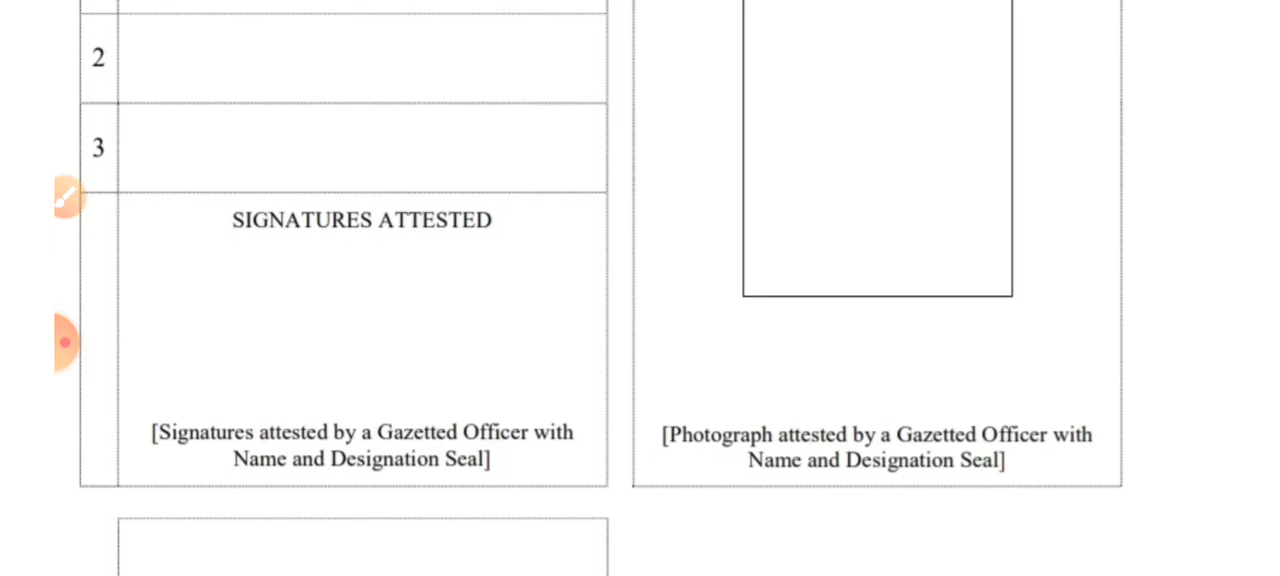 2
3
SIGNATURES ATTESTED
[Signatures attested by a Gazetted Officer with
Name and Designation Seal]
[Photograph attested by a Gazetted Officer with
Name and Designation Seal]